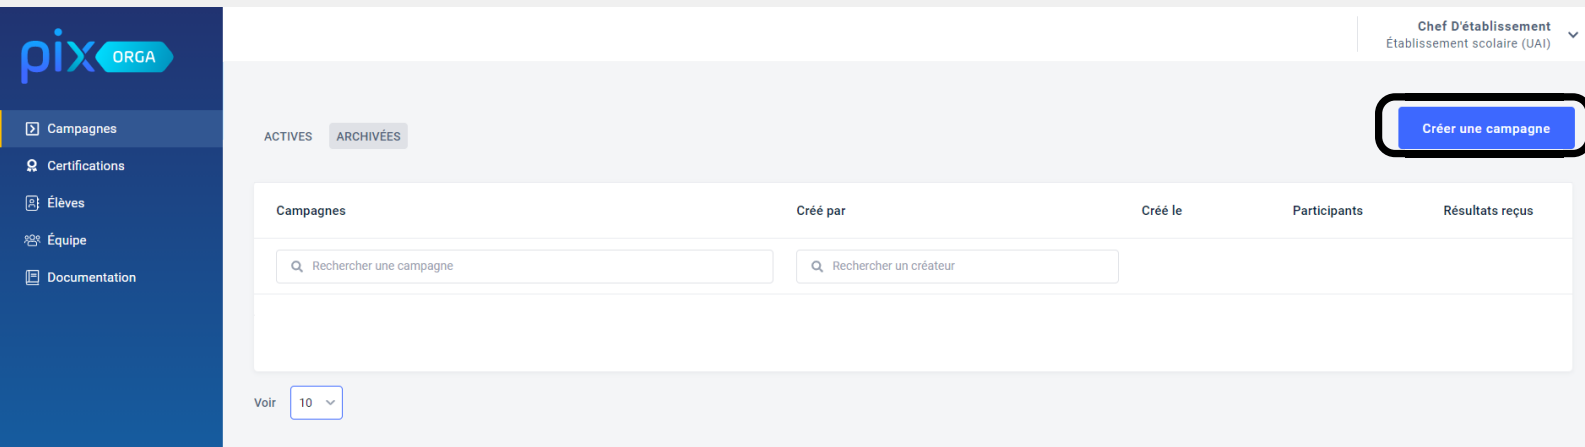 pix ORGA
Chef D'établissement
Établissement scolaire (UAI)
Campagnes
Certifications
Élèves
Équipe
Documentation
ACTIVES ARCHIVÉES
Créer une campagne
Campagnes Créé par Créé le Participants Résultats reçus
Rechercher une campagne Rechercher un créateur
Voir 10